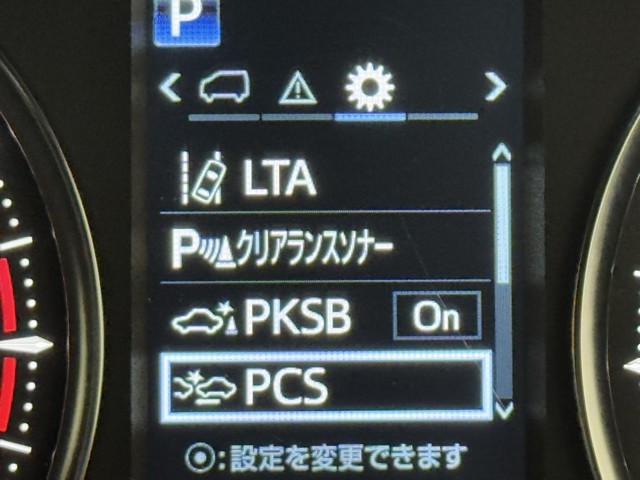 P
LTA
Pクリアランスソナー
PKSB On
PCS
:設定を変更できます